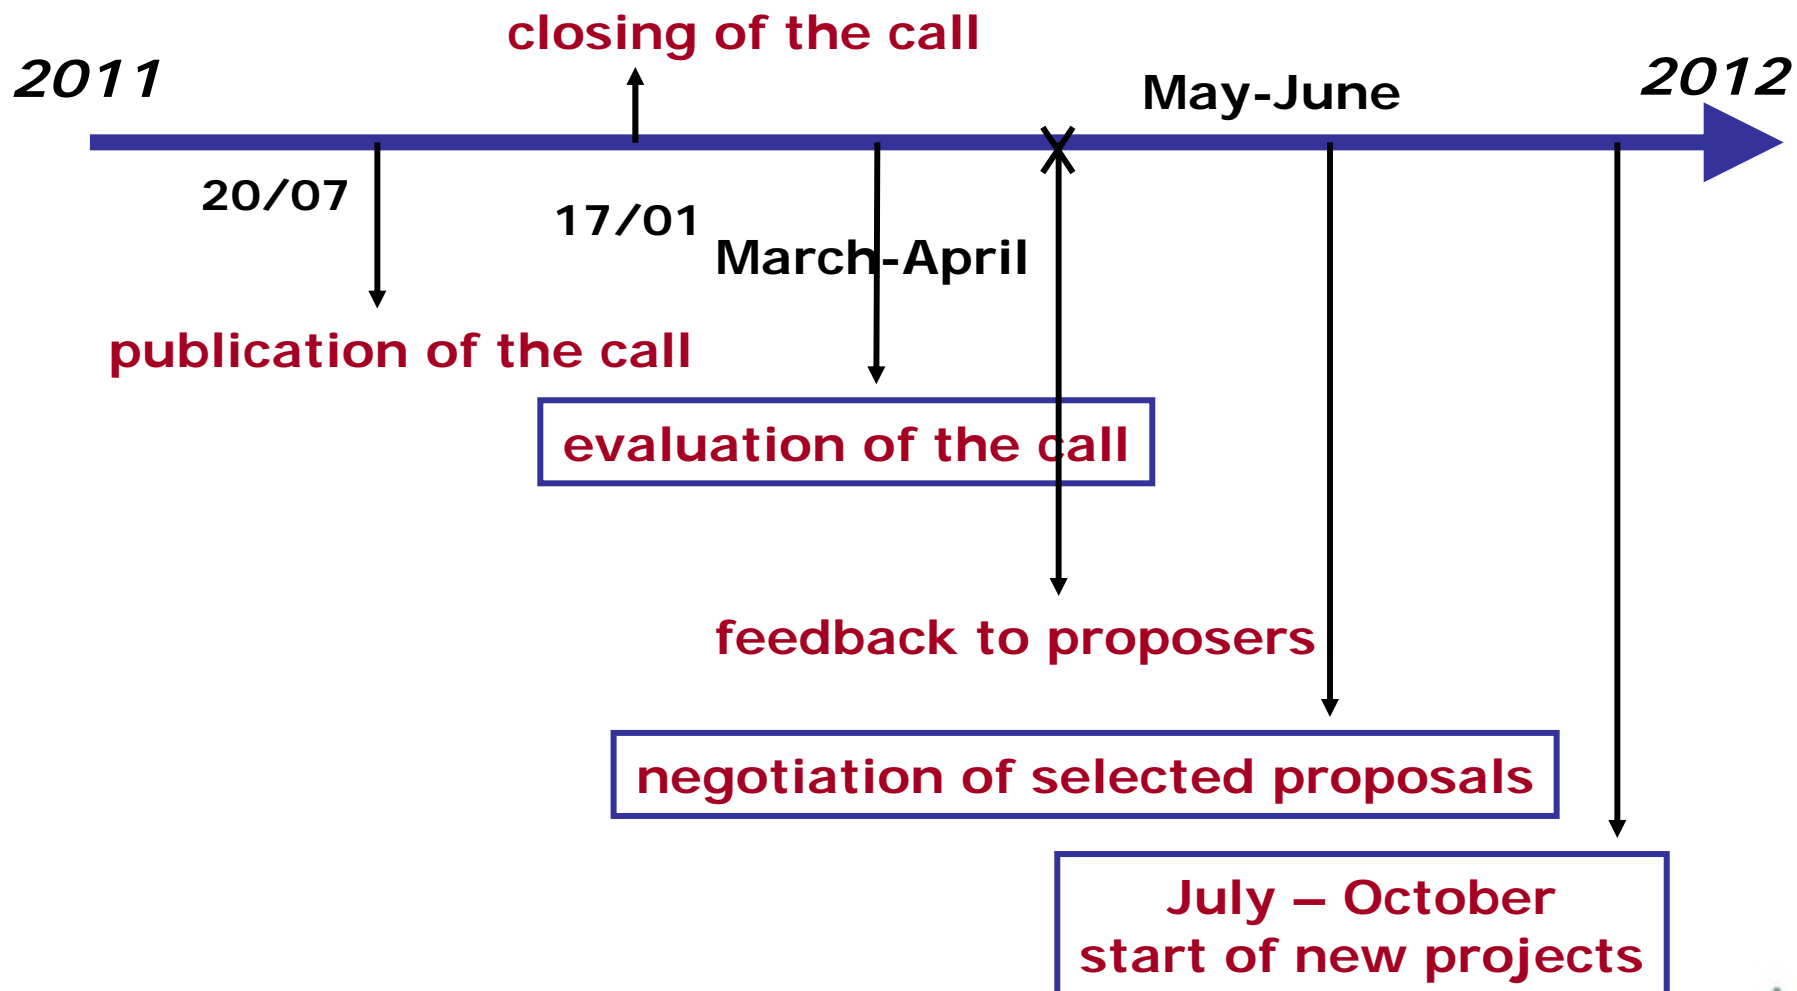 closing of the call
2011
May-June
2012
20/07
17/01
March-April
publication of the call
evaluation of the call
feedback to proposers
negotiation of selected proposals
July – October
start of new projects